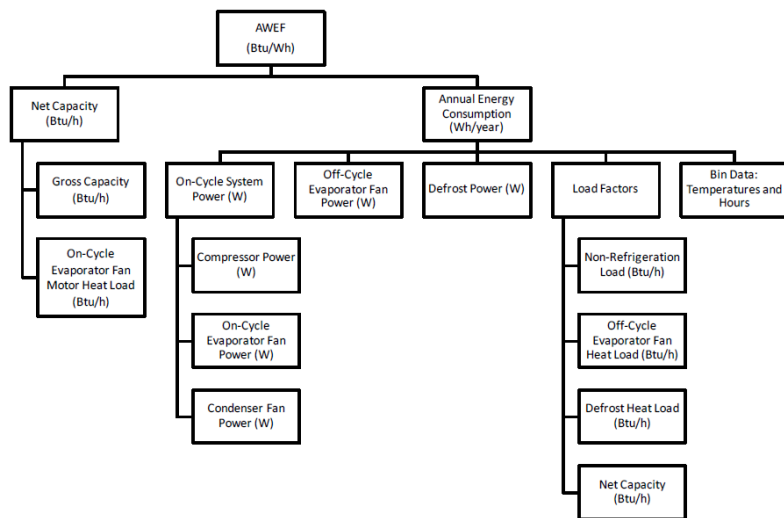 AWEF
(Btu/Wh)
Net Capacity
(Btu/h)
Annual Energy
Consumption
(Wh/year)
Gross Capacity
(Btu/h)
On-Cycle
Evaporator Fan
Motor Heat Load
(Btu/h)
On-Cycle System
Power (W)
Off-Cycle
Evaporator Fan
Power (W)
Defrost Power (W)
Load Factors
Bin Data:
Temperatures and
Hours
Compressor Power
(W)
On-Cycle
Evaporator Fan
Power (W)
Condenser Fan
Power (W)
Non-Refrigeration
Load (Btu/h)
Off-Cycle
Evaporator Fan
Heat Load (Btu/h)
Defrost Heat Load
(Btu/h)
Net Capacity
(Btu/h)